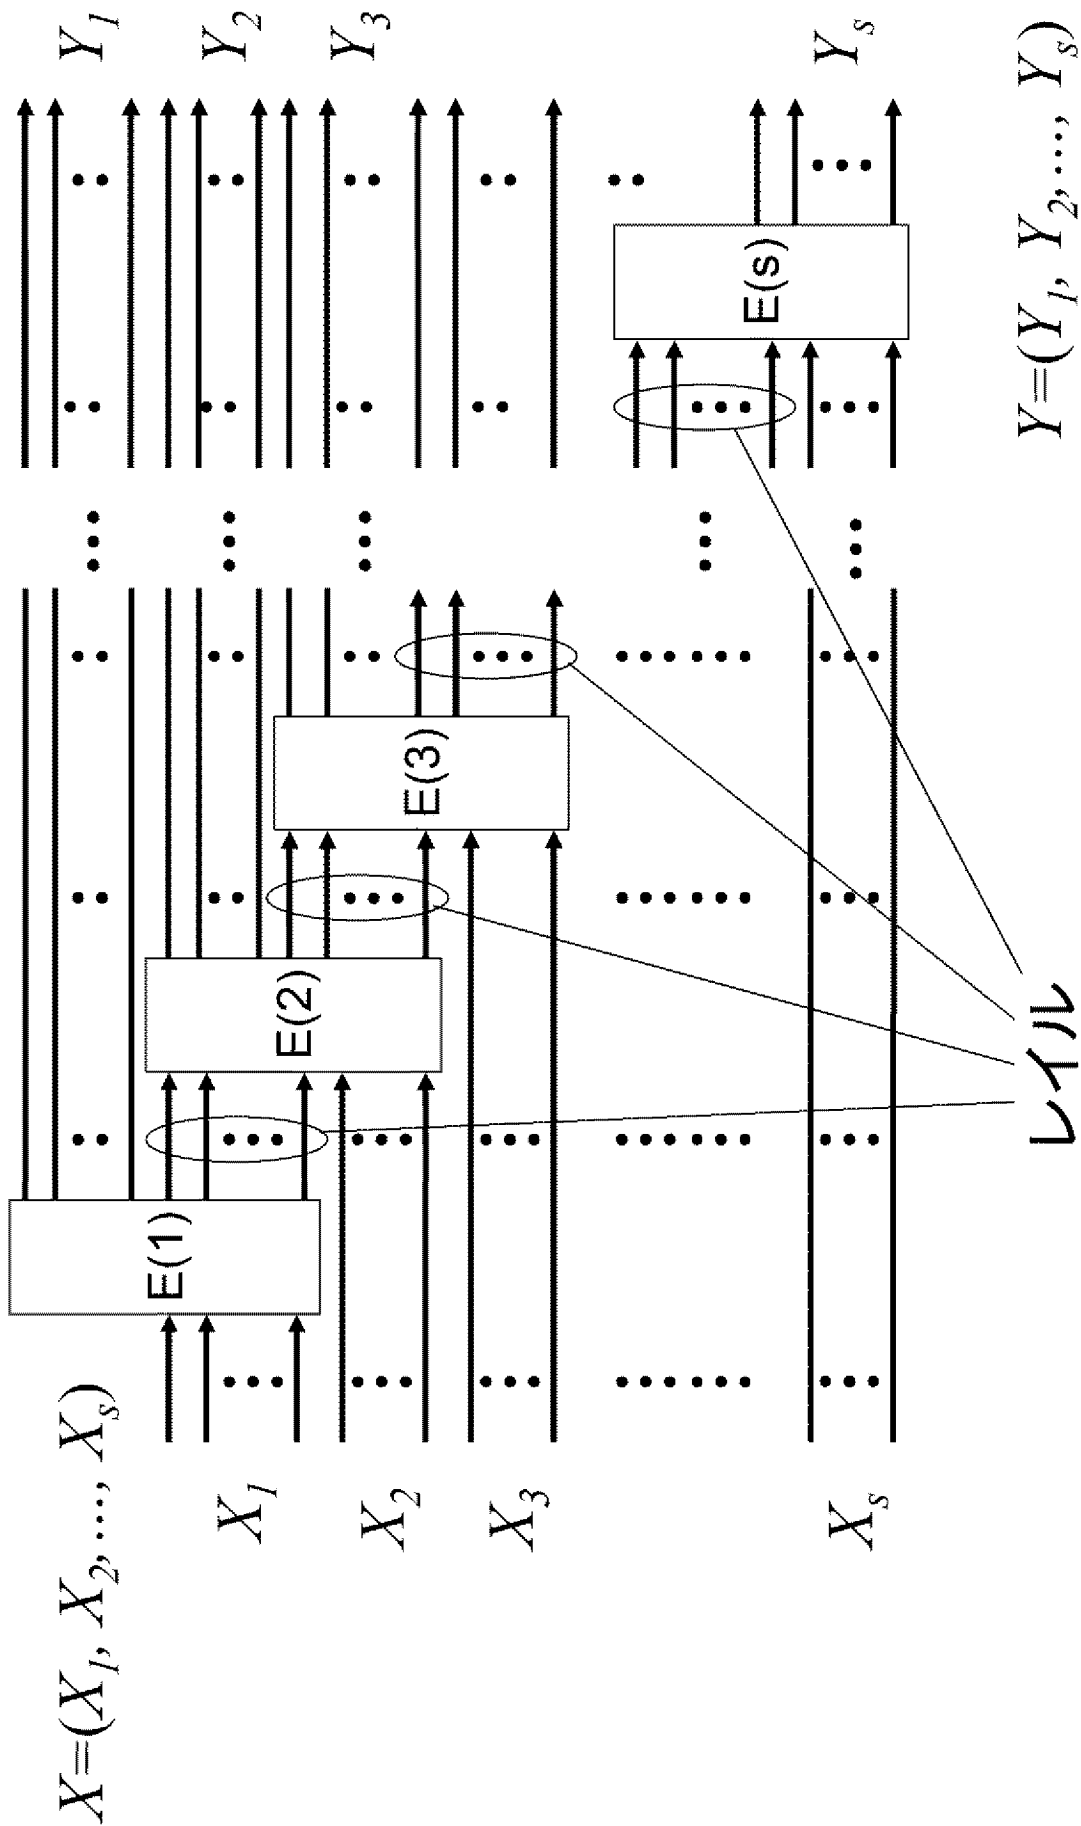 X=(X1, X2,...., Xs)
X1
X2
X3
Xs
E(1)
E(2)
E(3)
E(s)
Y1
Y2
Y3
Ys
レイル
Y=(Y1, Y2,...., Ys)